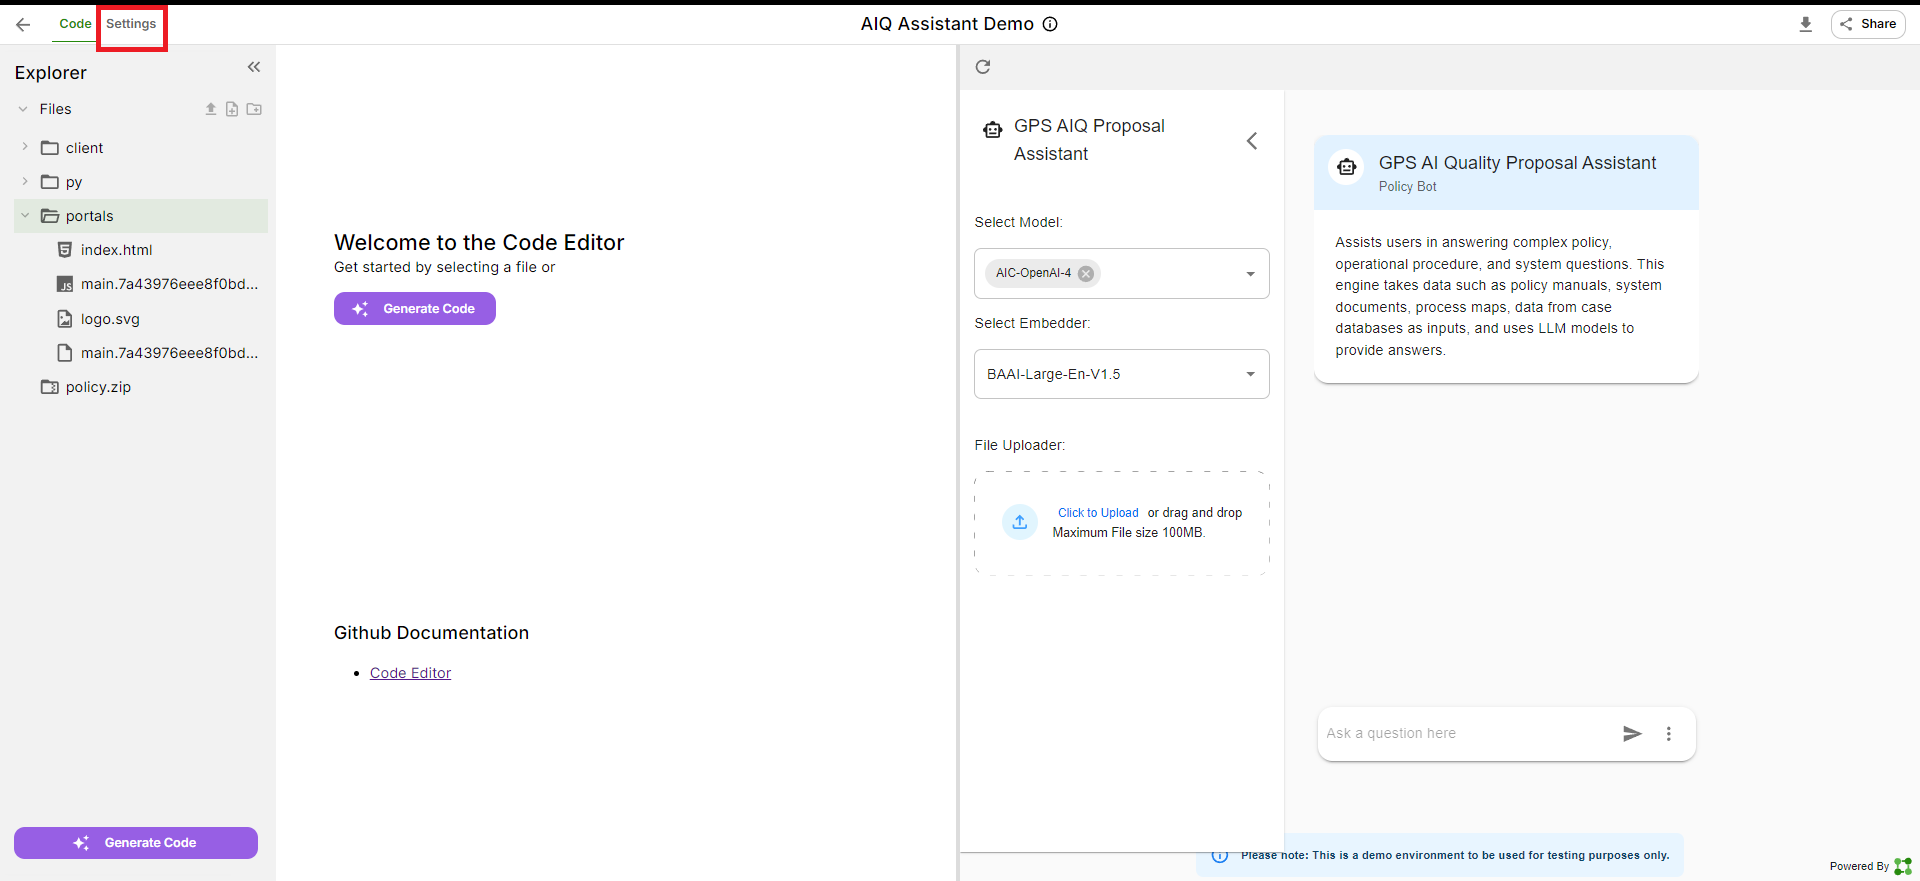 Code Settings
AIQ Assistant Demo
Share
Explorer
Files
client
py
portals
index.html
main.7a43976eee8f0bd...
logo.svg
main.7a43976eee8f0bd...
policy.zip
Generate Code
Welcome to the Code Editor
Get started by selecting a file or
Generate Code
Github Documentation
Code Editor
GPS AIQ Proposal
Assistant
Select Model:
AIC-OpenAI-4
Select Embedder:
BAAI-Large-En-V1.5
File Uploader:
Click to Upload or drag and drop
Maximum File size 100MB.
GPS AI Quality Proposal Assistant
Policy Bot
Assists users in answering complex policy,
operational procedure, and system questions. This
engine takes data such as policy manuals, system
documents, process maps, data from case
databases as inputs, and uses LLM models to
provide answers.
Ask a question here
Please note: This is a demo environment to be used for testing purposes only.
Powered By